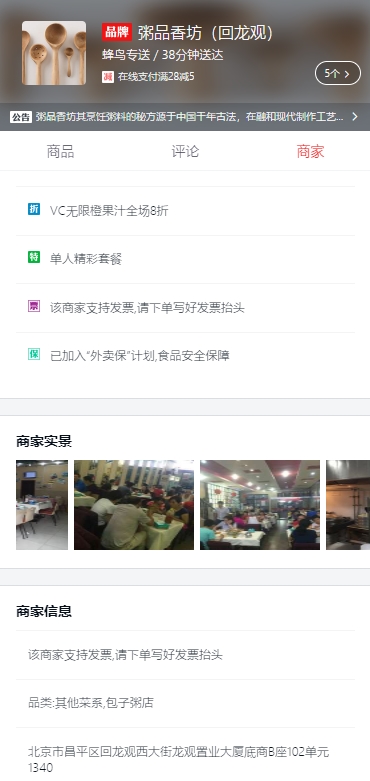 品牌 粥品香坊（回龙观）
蜂鸟专送 / 38分钟送达
减 在线支付满28减5
5个 >
公告 粥品香坊其烹饪粥料的秘方源于中国千年古法，在融和现代制作工艺... >
商品 评论 商家
折 VC无限橙果汁全场8折
特 单人精彩套餐
票 该商家支持发票,请下单写好发票抬头
保 已加入“外卖保”计划,食品安全保障
商家实景
商家信息
该商家支持发票,请下单写好发票抬头
品类:其他菜系,包子粥店
北京市昌平区回龙观西大街龙观置业大厦底商B座102单元
1340